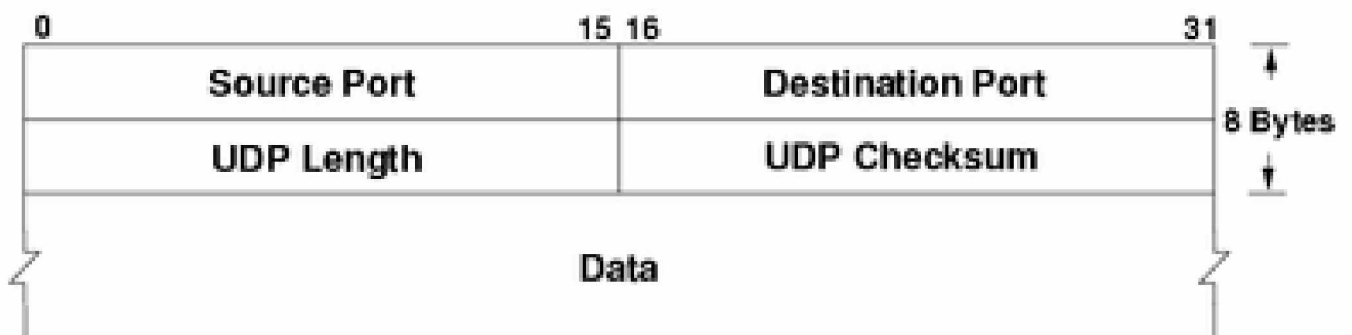 0 15 16 31
Source Port Destination Port
8 Bytes
UDP Length UDP Checksum
Data